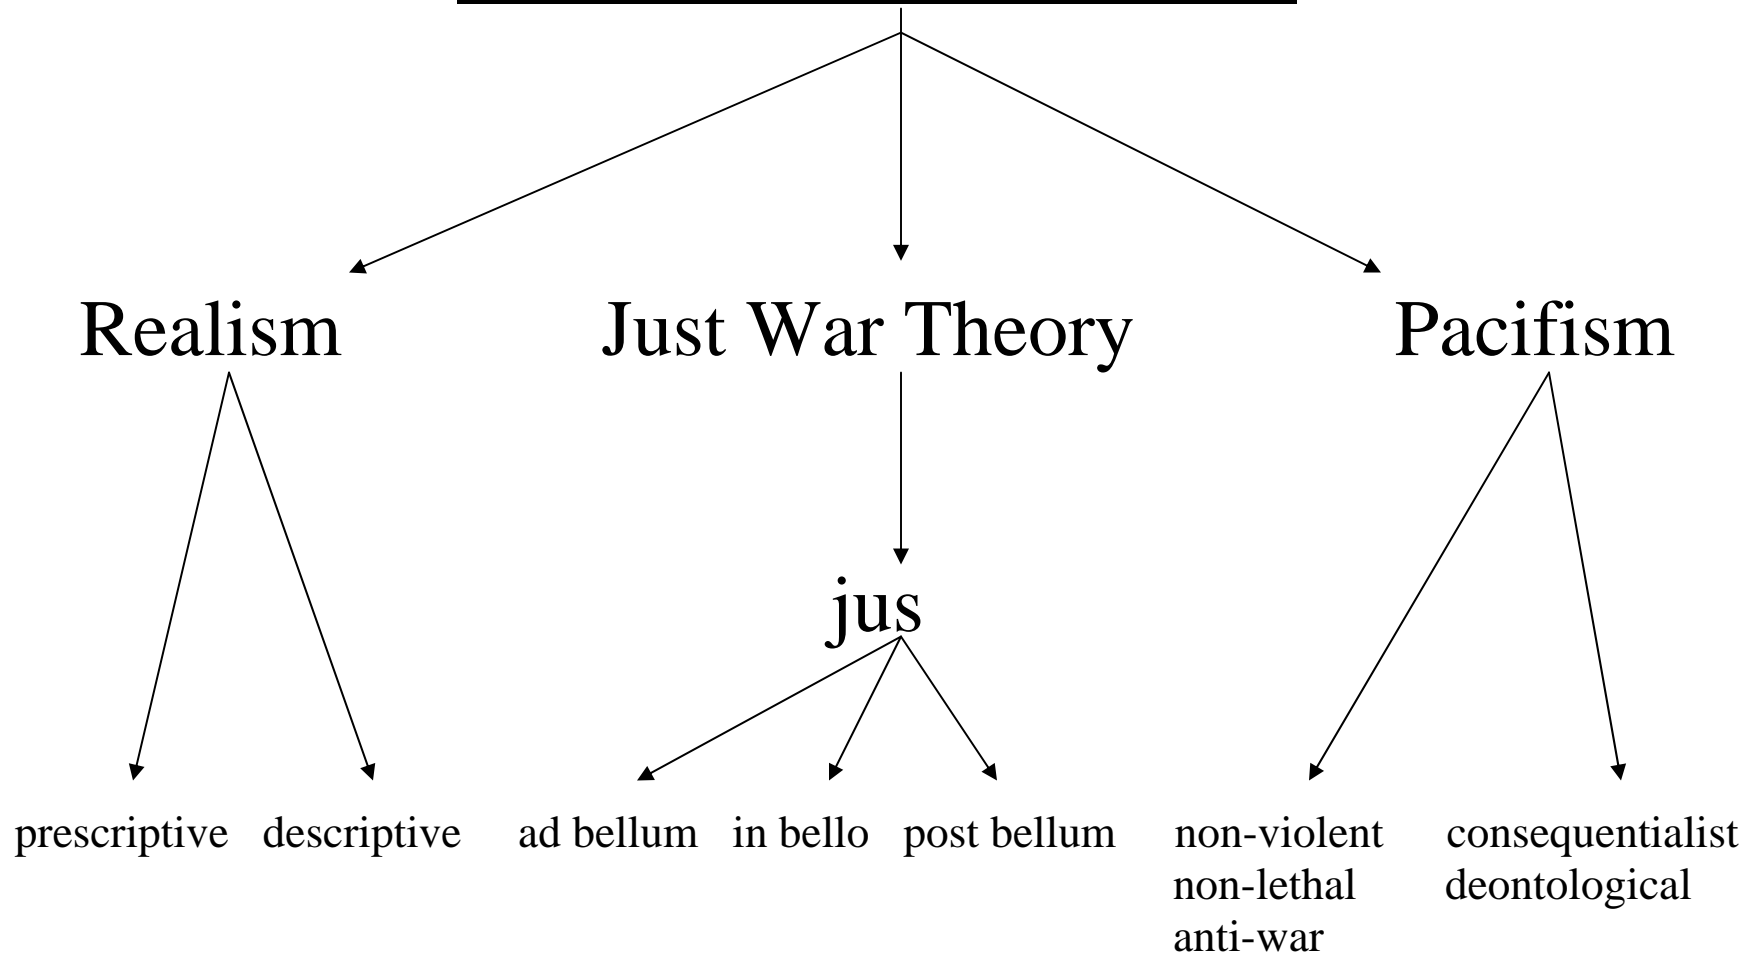 Realism Just War Theory Pacifism
jus
prescriptive descriptive ad bellum in bello post bellum non-violent consequentialist
non-lethal deontological
anti-war